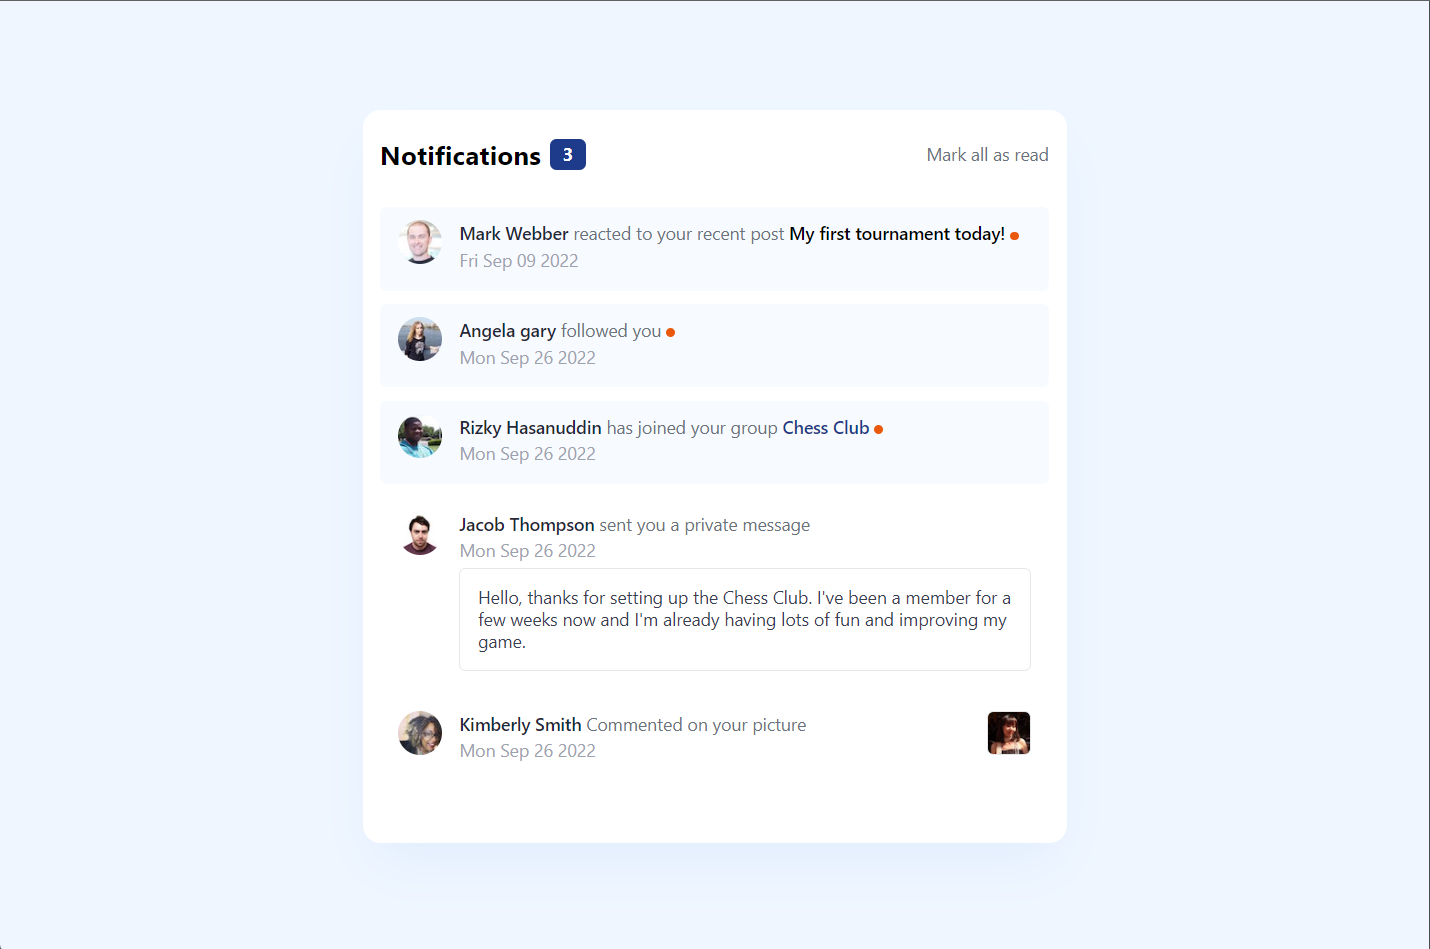 Notifications 3 Mark all as read
Mark Webber reacted to your recent post My first tournament today!
Fri Sep 09 2022
Angela gary followed you
Mon Sep 26 2022
Rizky Hasanuddin has joined your group Chess Club
Mon Sep 26 2022
Jacob Thompson sent you a private message
Mon Sep 26 2022
Hello, thanks for setting up the Chess Club. I've been a member for a
few weeks now and I'm already having lots of fun and improving my
game.
Kimberly Smith Commented on your picture
Mon Sep 26 2022